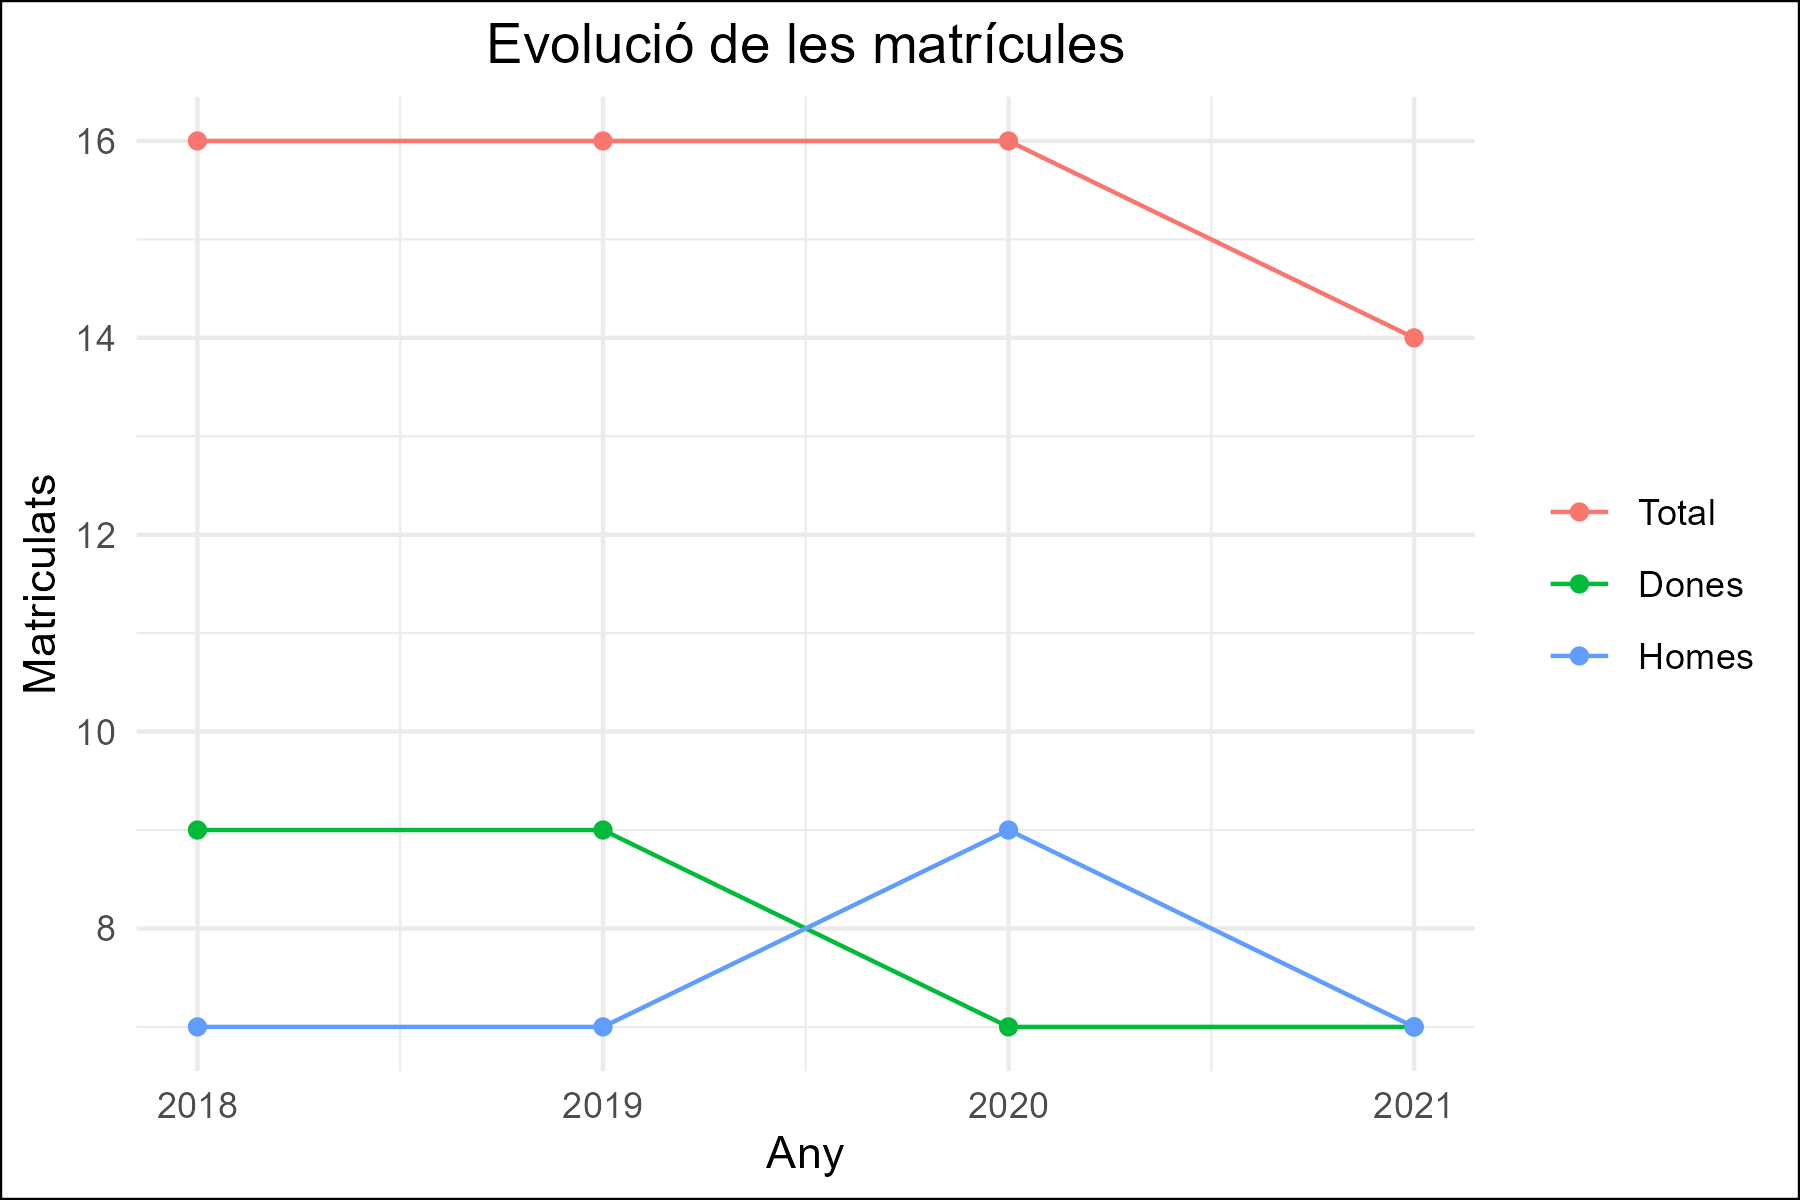 Evolució de les matrícules
Matriculats
16
14
12
10
8
2018 2019 2020 2021
Any
Total
Dones
Homes